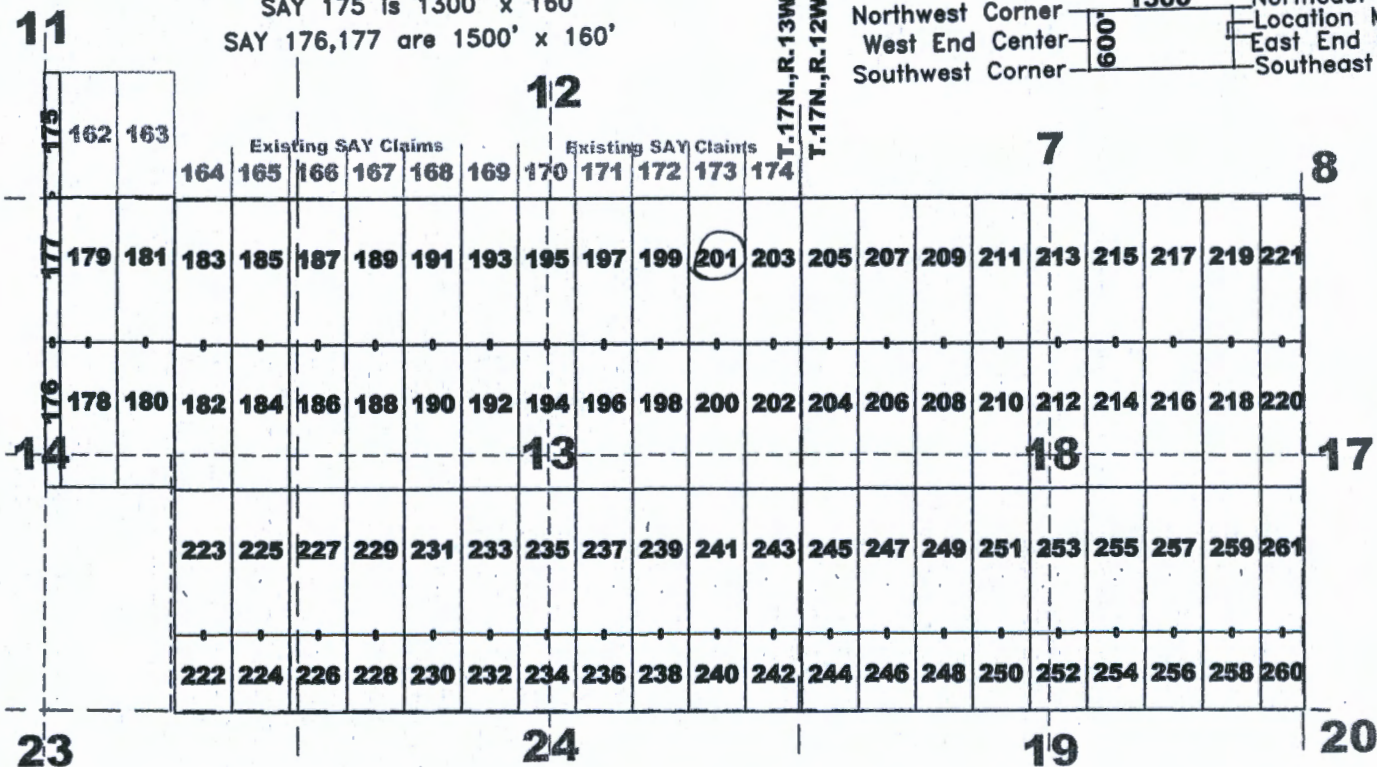 SAY 175 is 1300' x 160'
SAY 176,177 are 1500' x 160'
T.17N.,R.13W
T.17N.,R.12W
Northwest Corner
West End Center
Southwest Corner
600'
Location
East End
Southeast
11
12
7
8
175 162 163
Existing SAY Claims Existing SAY Claims
164 165 166 167 168 169 170 171 172 173 174
177 179 181 183 185 187 189 191 193 195 197 199 201 203 205 207 209 211 213 215 217 219 221
176 178 180 182 184 186 188 190 192 194 196 198 200 202 204 206 208 210 212 214 216 218 220
14 13 18 17
223 225 227 229 231 233 235 237 239 241 243 245 247 249 251 253 255 257 259 261
222 224 226 228 230 232 234 236 238 240 242 244 246 248 250 252 254 256 258 260
23 24 19 20